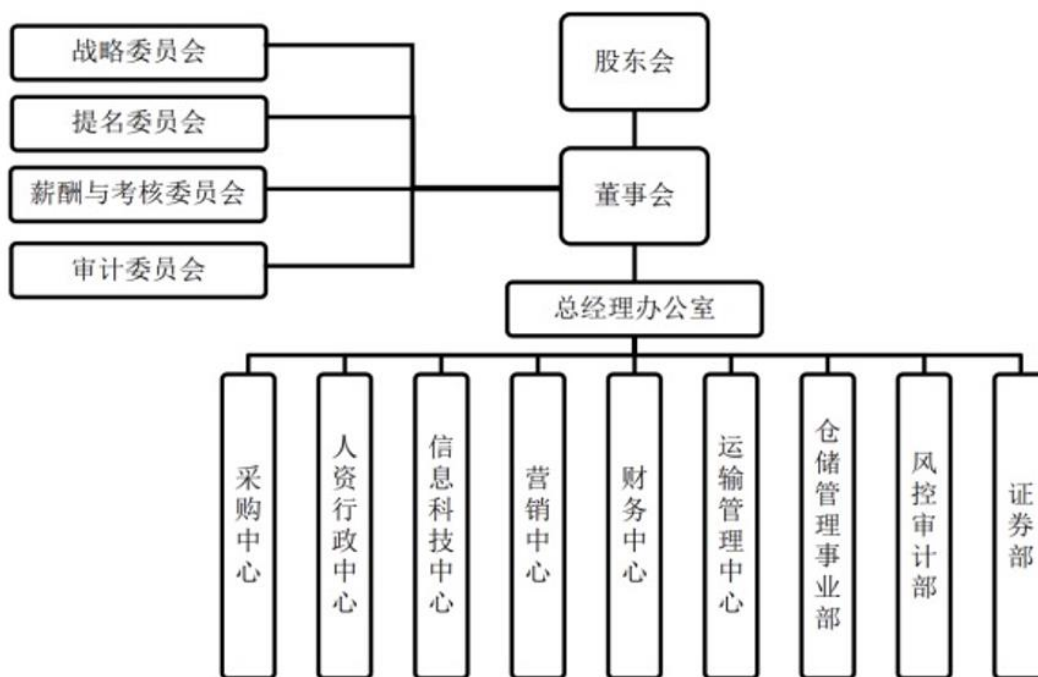 战略委员会
股东会
提名委员会
薪酬与考核委员会
董事会
审计委员会
总经理办公室
采购中心
人资行政中心
信息科技中心
营销中心
财务中心
运输管理中心
仓储管理事业部
风控审计部
证券部